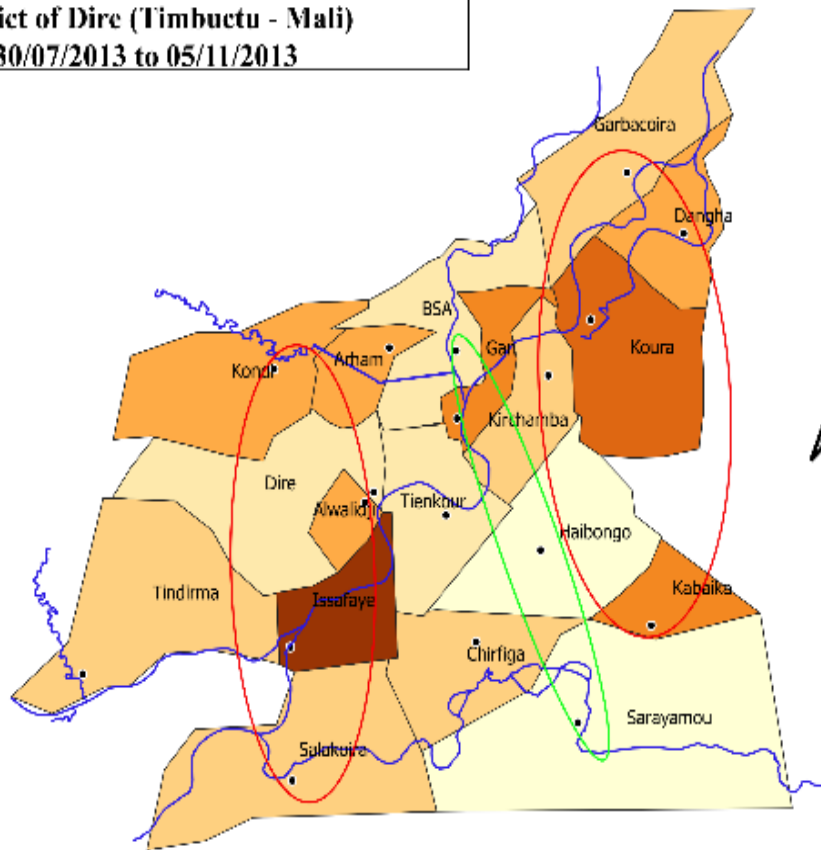 ict of Dire (Timbuctu - Mali)
30/07/2013 to 05/11/2013
Garbacoira
Dangha
BSA
Gari
Koura
Arham
Kondi
Kirchamba
Dire
Alwalidji
Tienkour
Haibongo
Tindirma
Issafaye
Kabaika
Chirfiga
Sarayamou
Salakoira